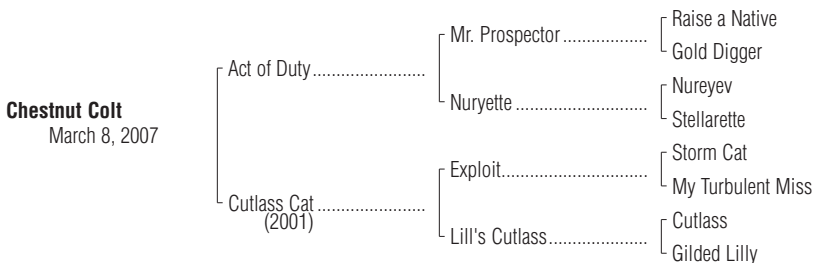 Raise a Native
Mr. Prospector..................
Gold Digger
Act of Duty........................
Nureyev
Nuryette............................
Stellarette
Chestnut Colt
March 8, 2007
Storm Cat
Exploit...............................
My Turbulent Miss
Cutlass Cat.......................
(2001)
Cutlass
Lill's Cutlass.....................
Gilded Lilly